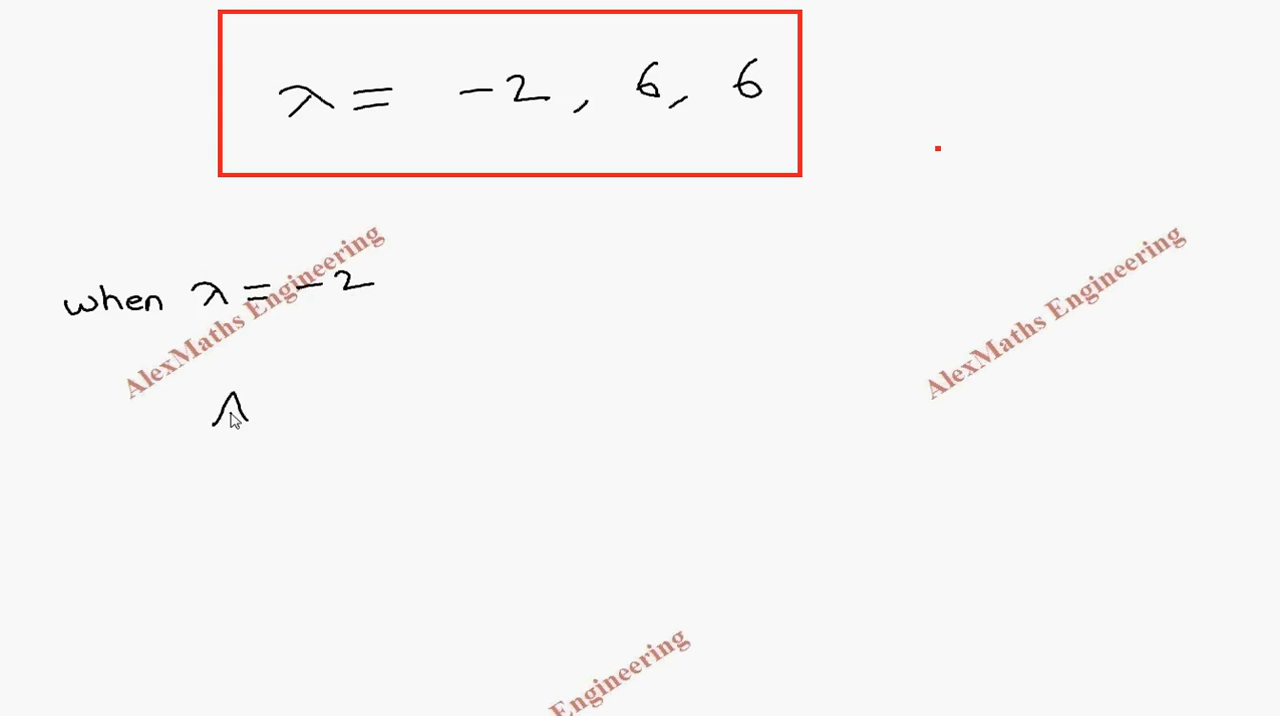 λ = -2, 6, 6
AlexMaths Engineering
AlexMaths Engineering
when λ = -2
Engineering